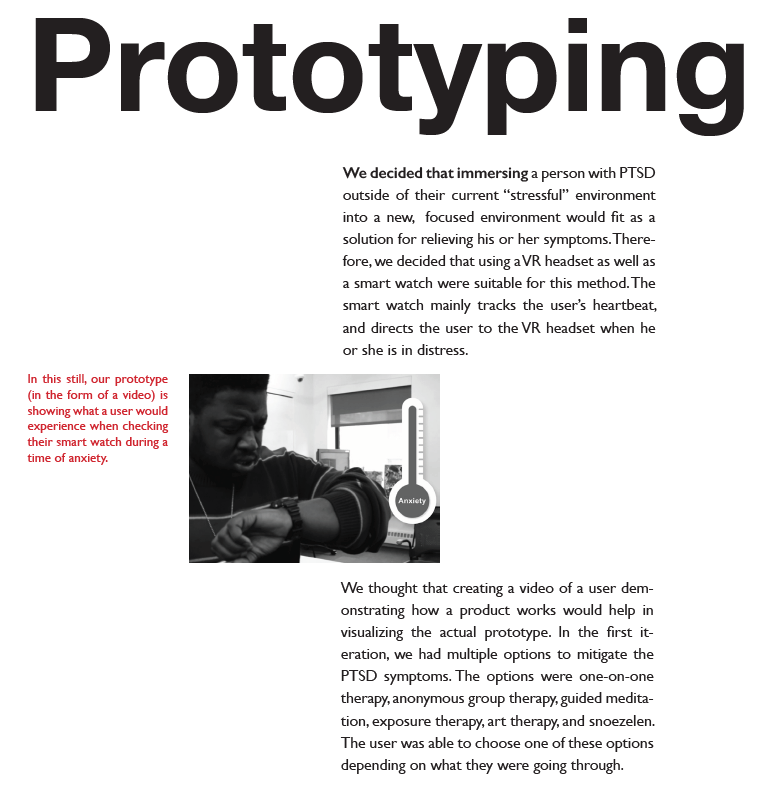 Prototyping
We decided that immersing a person with PTSD
outside of their current “stressful” environment
into a new, focused environment would fit as a
solution for relieving his or her symptoms. There-
fore, we decided that using a VR headset as well as
a smart watch were suitable for this method. The
smart watch mainly tracks the user’s heartbeat,
and directs the user to the VR headset when he
or she is in distress.
In this still, our prototype
(in the form of a video) is
showing what a user would
experience when checking
their smart watch during a
time of anxiety.
Anxiety
We thought that creating a video of a user dem-
onstrating how a product works would help in
visualizing the actual prototype. In the first it-
eration, we had multiple options to mitigate the
PTSD symptoms. The options were one-on-one
therapy, anonymous group therapy, guided medita-
tion, exposure therapy, art therapy, and snoezelen.
The user was able to choose one of these options
depending on what they were going through.